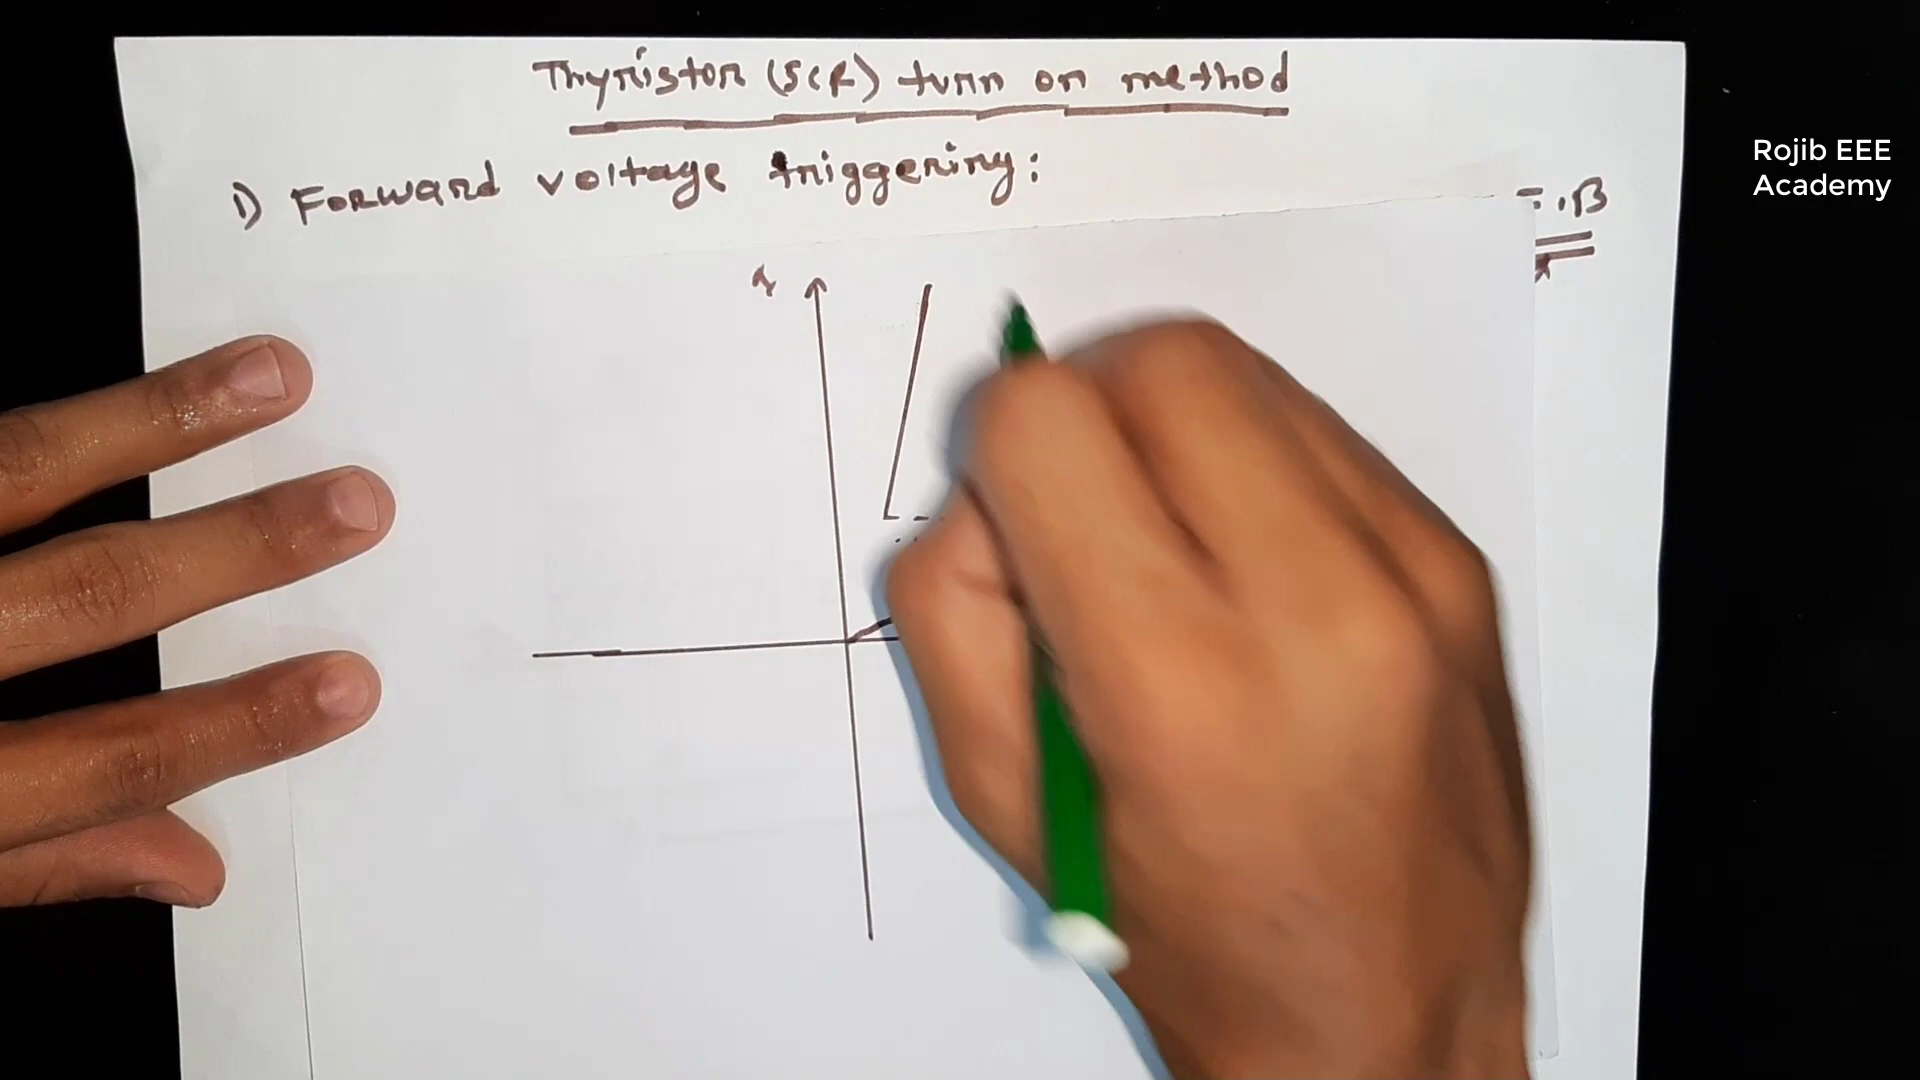 Thyristor (SCR) turn on method
1) Forward voltage triggering:
Rojib EEE
Academy